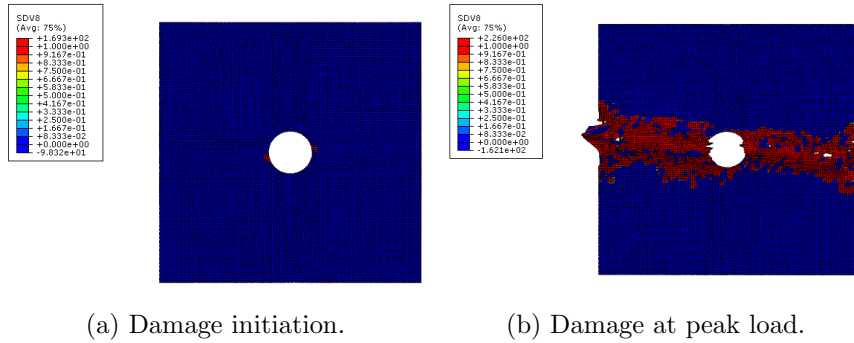 SDV8
(Avg: 75%)
+1.693e+02
+1.000e+00
+9.167e-01
+8.333e-01
+7.500e-01
+6.667e-01
+5.833e-01
+5.000e-01
+4.167e-01
+3.333e-01
+2.500e-01
+1.667e-01
+8.333e-02
+0.000e+00
-9.832e+01
SDV8
(Avg: 75%)
+2.260e+02
+1.000e+00
+9.167e-01
+8.333e-01
+7.500e-01
+6.667e-01
+5.833e-01
+5.000e-01
+4.167e-01
+3.333e-01
+2.500e-01
+1.667e-01
+8.333e-02
+0.000e+00
-1.621e+02
(a) Damage initiation.
(b) Damage at peak load.